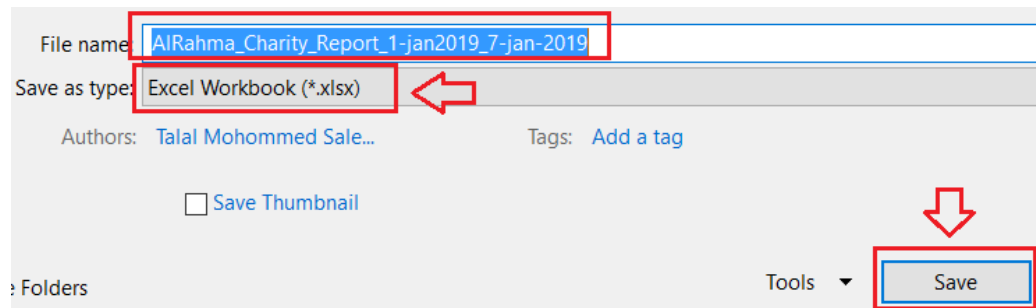 File name: AlRahma_Charity_Report_1-jan2019_7-jan-2019
Save as type: Excel Workbook (*.xlsx)
Authors: Talal Mohommed Sale... Tags: Add a tag
Save Thumbnail
Folders Tools Save